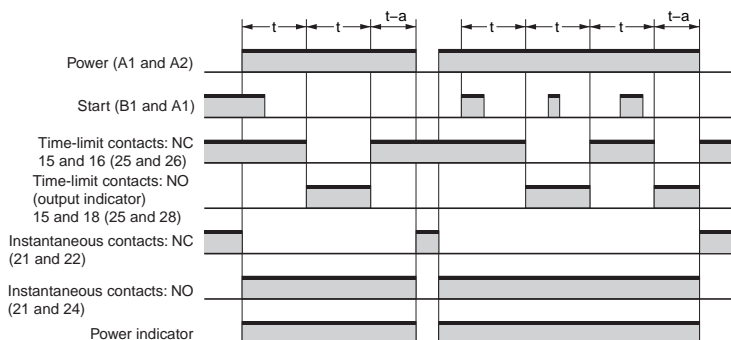 t t t–a t t t t–a
Power (A1 and A2)
Start (B1 and A1)
Time-limit contacts: NC
15 and 16 (25 and 26)
Time-limit contacts: NO
(output indicator)
15 and 18 (25 and 28)
Instantaneous contacts: NC
(21 and 22)
Instantaneous contacts: NO
(21 and 24)
Power indicator